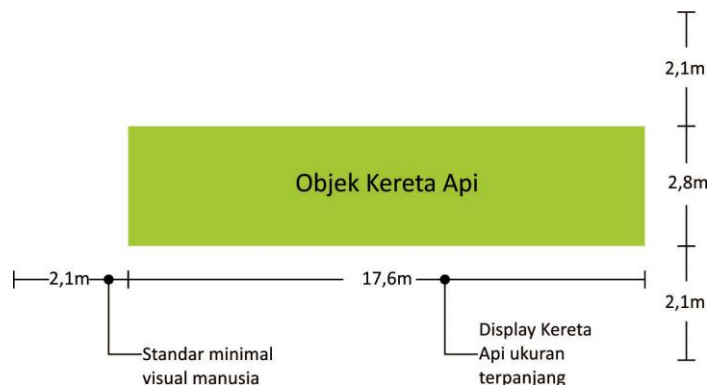 2,1m
Objek Kereta Api
2,8m
2,1m
17,6m
2,1m
Standar minimal
visual manusia
Display Kereta
Api ukuran
terpanjang